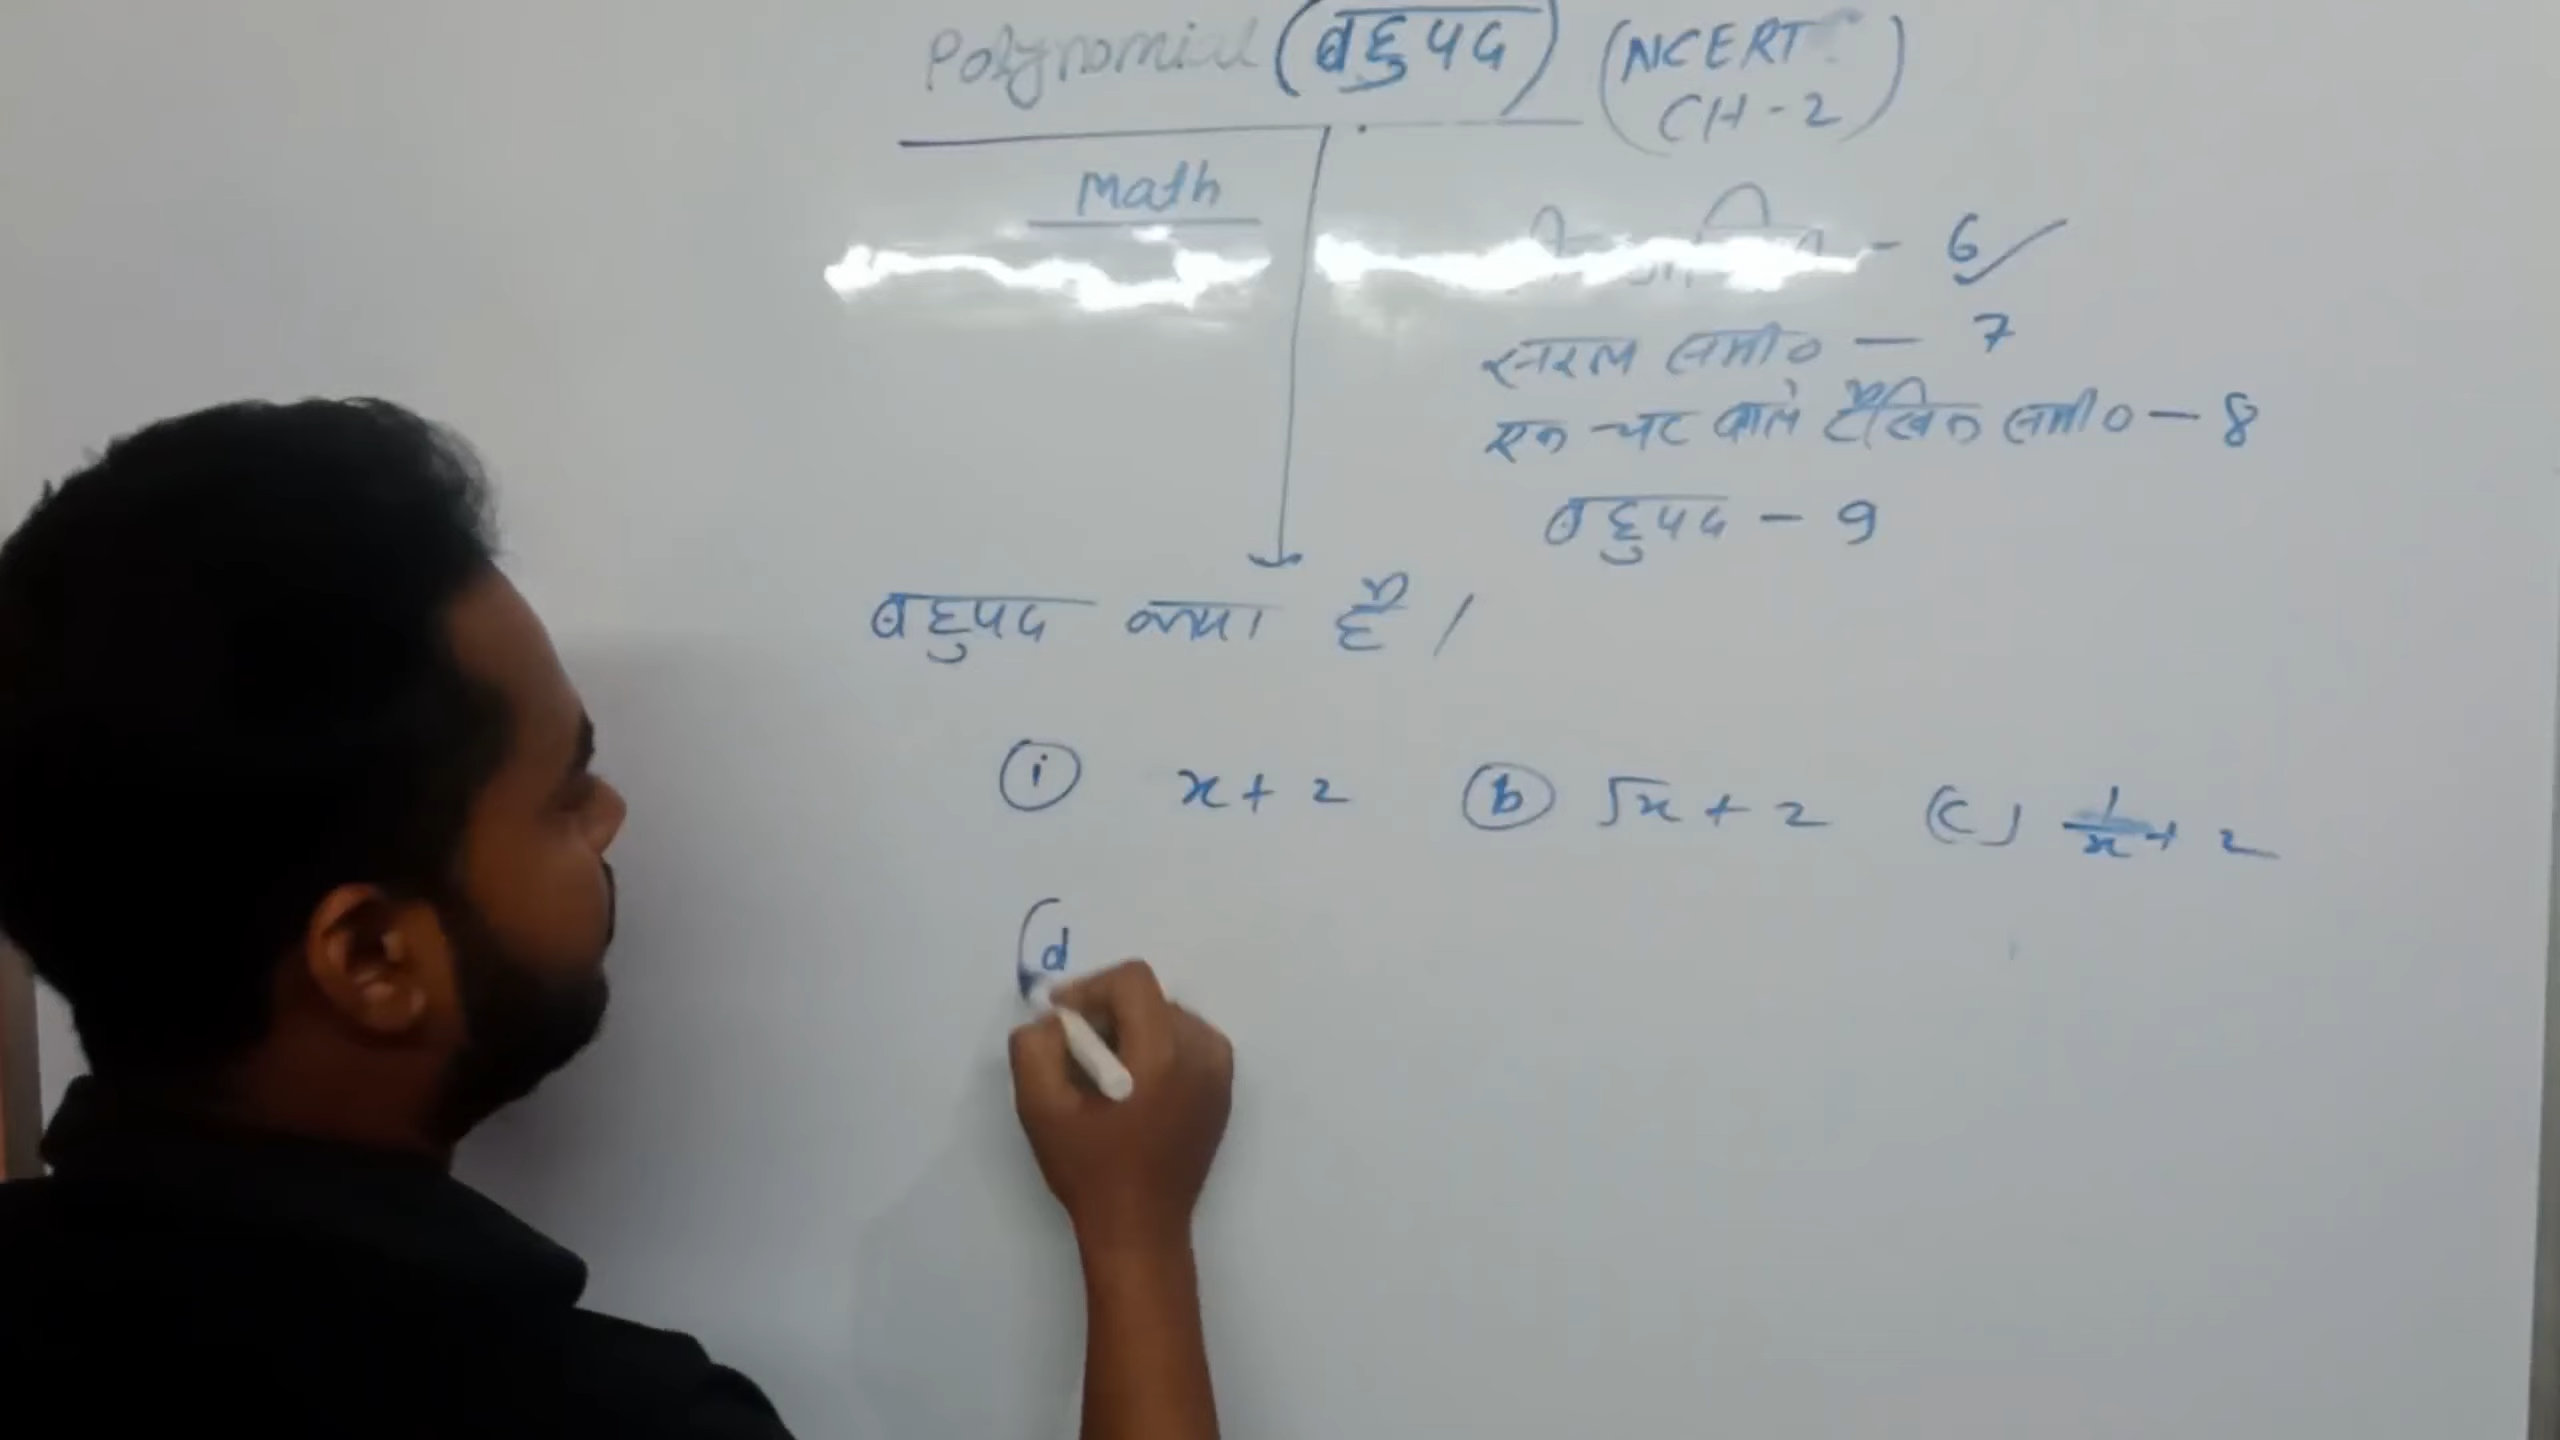 Polynomial (बहुपद) (NCERT CH-2)
Math
- 6
सरल समी० - 7
एक चर वाले रैखिक समी० - 8
बहुपद - 9
बहुपद क्या है /
(i) x + 2 (b) √x + 2 (c) 1/x + 2
(d